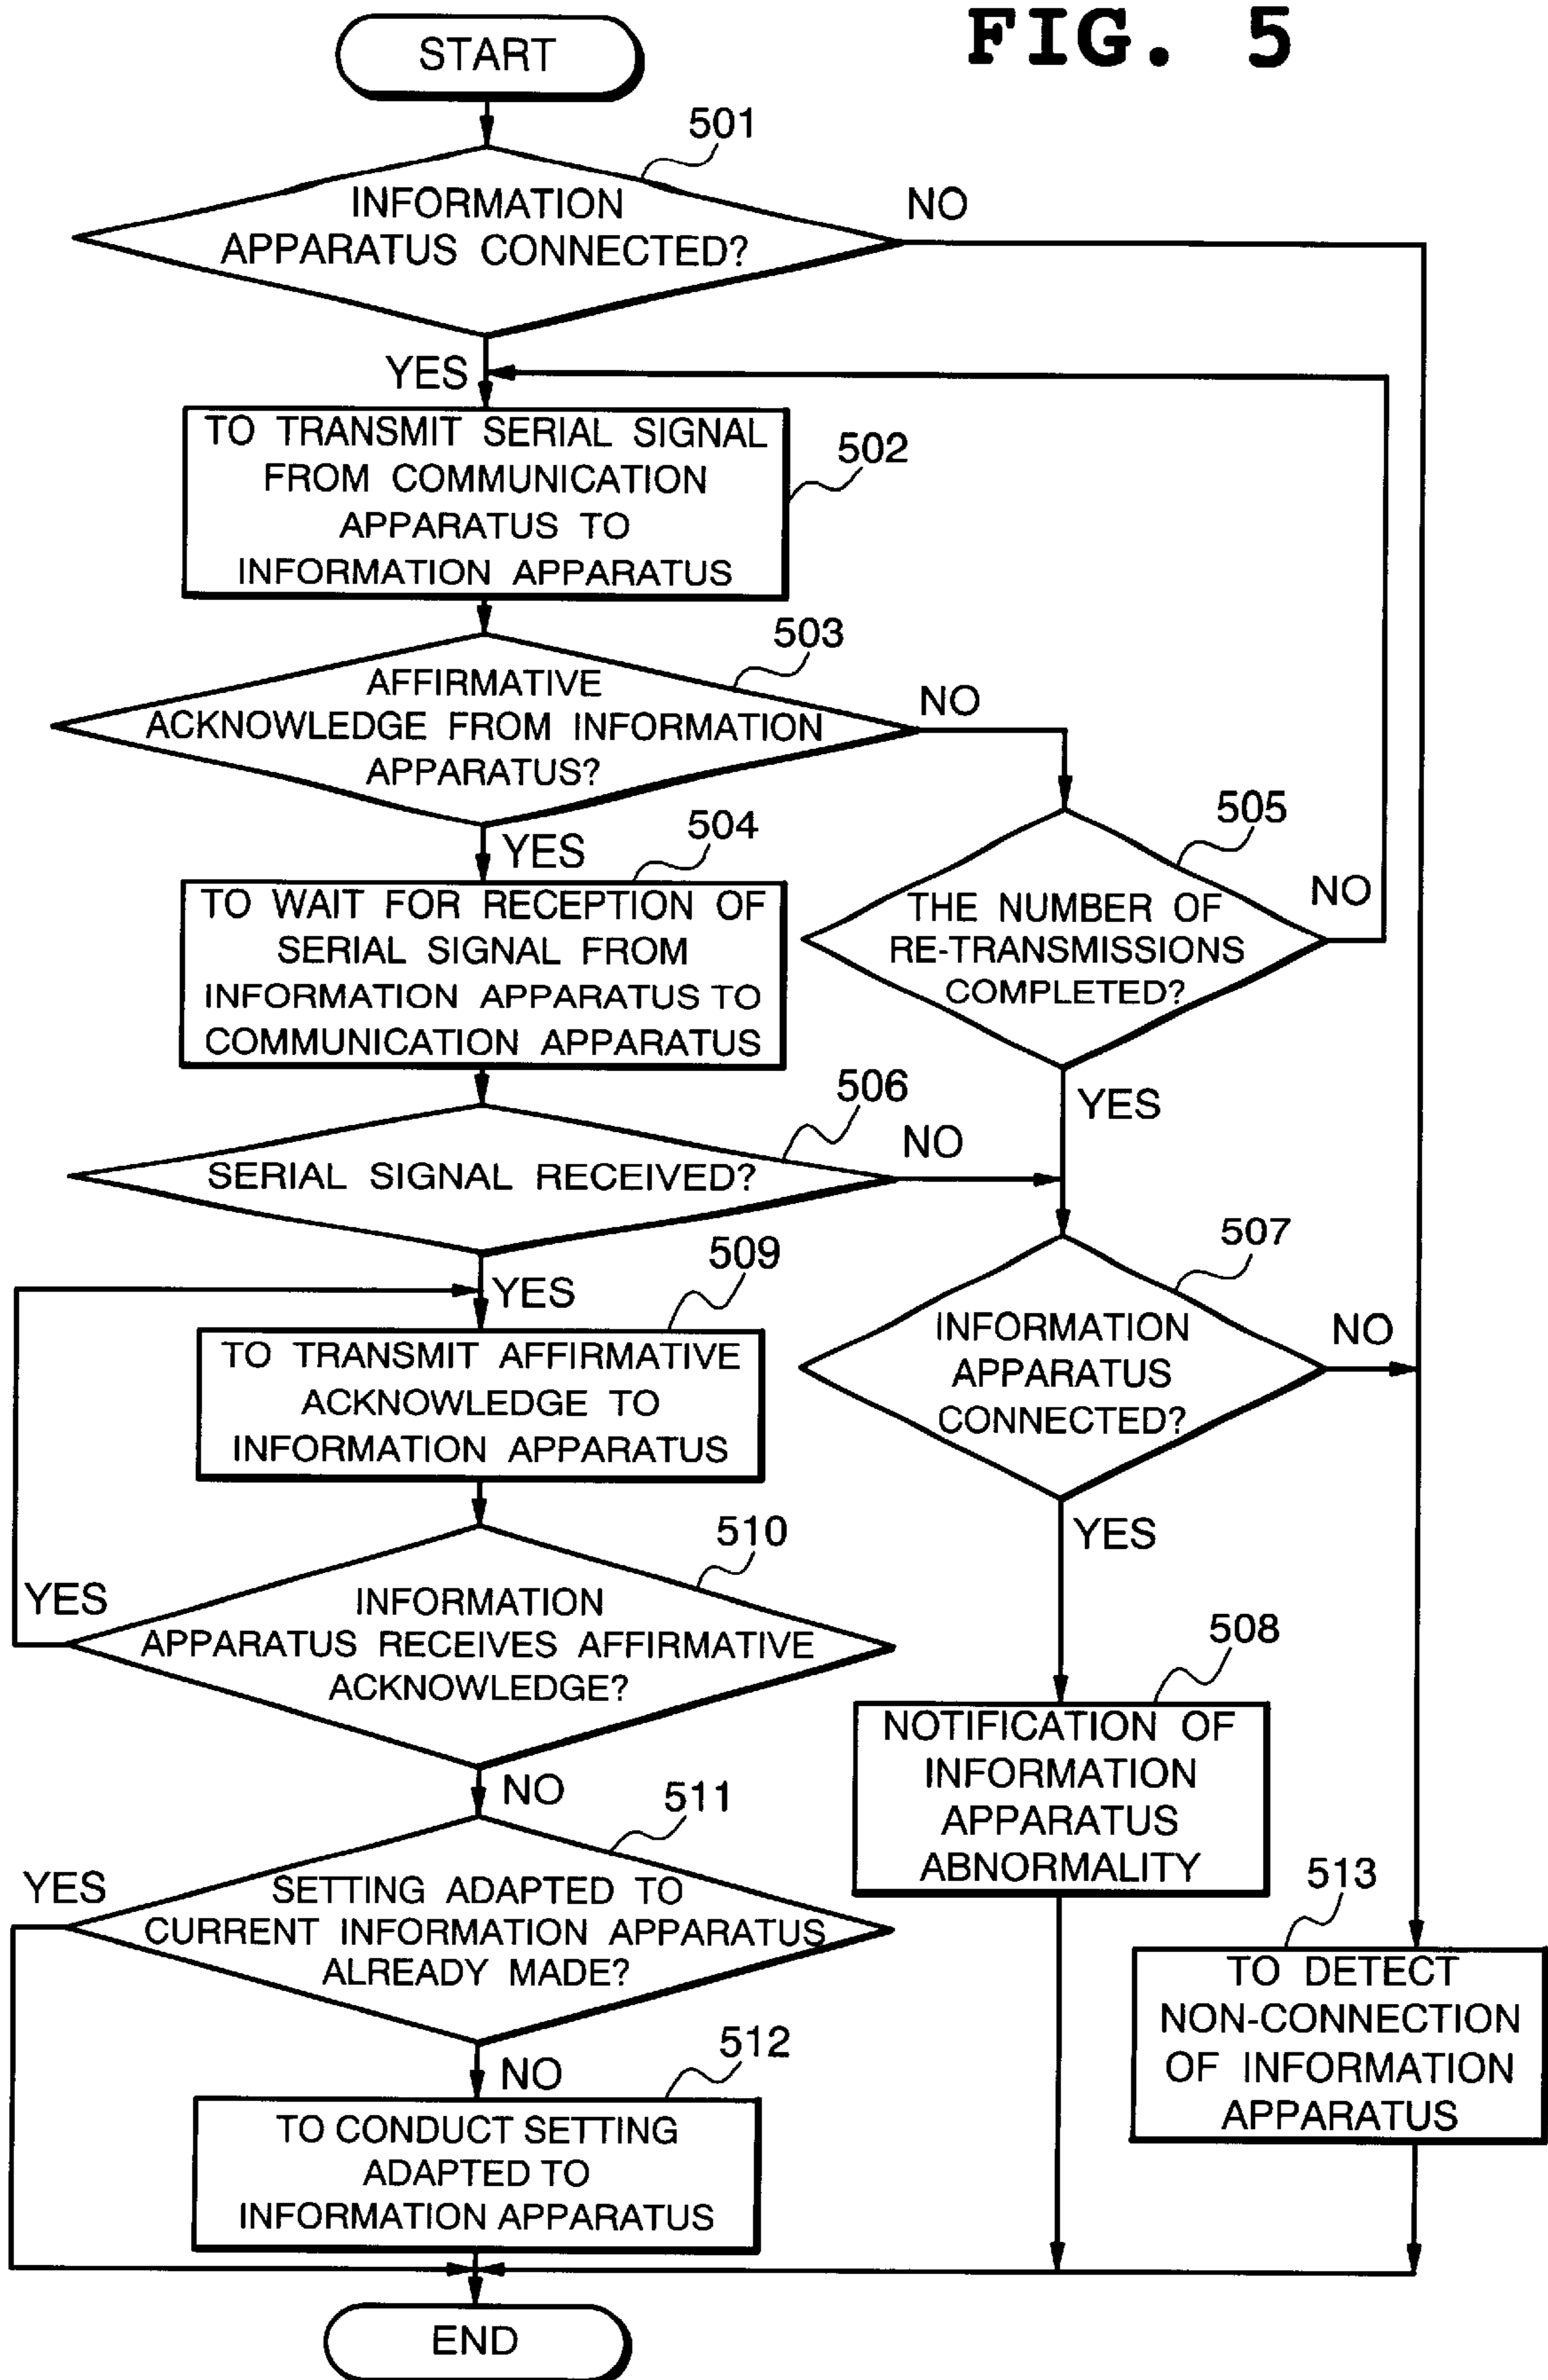 FIG. 5
START
501
INFORMATION
APPARATUS CONNECTED?
NO
YES
TO TRANSMIT SERIAL SIGNAL
FROM COMMUNICATION
APPARATUS TO
INFORMATION APPARATUS
502
503
AFFIRMATIVE
ACKNOWLEDGE FROM INFORMATION
APPARATUS?
NO
YES
504
TO WAIT FOR RECEPTION OF
SERIAL SIGNAL FROM
INFORMATION APPARATUS TO
COMMUNICATION APPARATUS
505
THE NUMBER OF
RE-TRANSMISSIONS
COMPLETED?
NO
YES
506
SERIAL SIGNAL RECEIVED?
NO
YES
507
INFORMATION
APPARATUS
CONNECTED?
NO
YES
509
TO TRANSMIT AFFIRMATIVE
ACKNOWLEDGE TO
INFORMATION APPARATUS
510
INFORMATION
APPARATUS RECEIVES AFFIRMATIVE
ACKNOWLEDGE?
YES
NO
508
NOTIFICATION OF
INFORMATION
APPARATUS
ABNORMALITY
511
SETTING ADAPTED TO
CURRENT INFORMATION APPARATUS
ALREADY MADE?
YES
NO
512
TO CONDUCT SETTING
ADAPTED TO
INFORMATION APPARATUS
513
TO DETECT
NON-CONNECTION
OF INFORMATION
APPARATUS
END